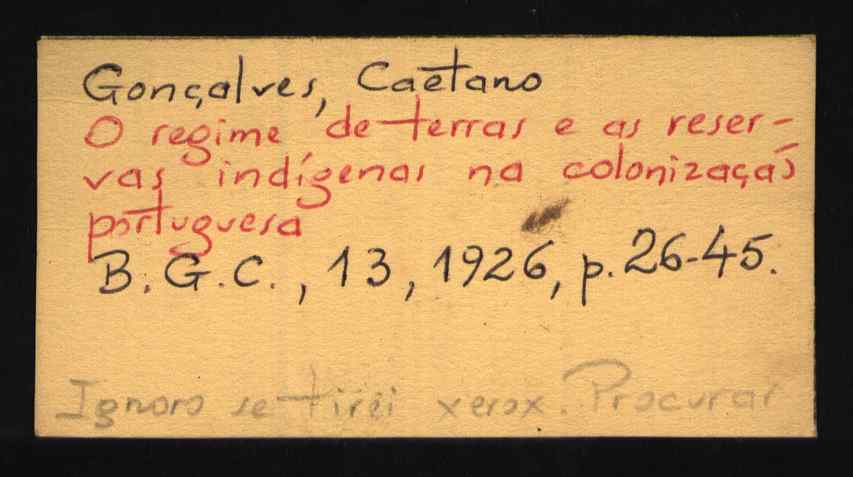 Gonçalves, Caetano
O regime de terras e as reser-
vas indígenas na colonização
portuguesa
B.G.C., 13, 1926, p. 26-45.
Ignoro se tirei xerox. Procurar